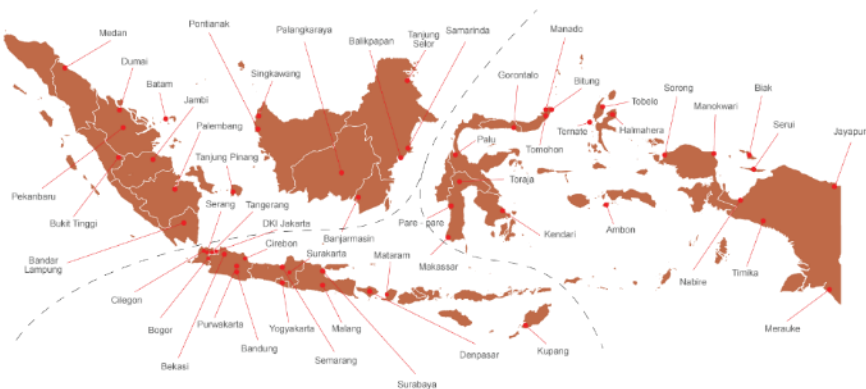 Medan
Dumai
Batam
Jambi
Palembang
Tanjung Pinang
Pekanbaru
Bukit Tinggi
Bandar
Lampung
Serang
Tangerang
DKI Jakarta
Cirebon
Cilegon
Bogor
Bekasi
Purwakarta
Bandung
Yogyakarta
Semarang
Surakarta
Malang
Surabaya
Denpasar
Mataram
Kupang
Pontianak
Singkawang
Palangkaraya
Balikpapan
Tanjung
Selor
Samarinda
Banjarmasin
Manado
Gorontalo
Bitung
Tomohon
Palu
Toraja
Pare - pare
Makassar
Kendari
Ternate
Tobelo
Halmahera
Ambon
Sorong
Manokwari
Biak
Serui
Jayapur
Nabire
Timika
Merauke